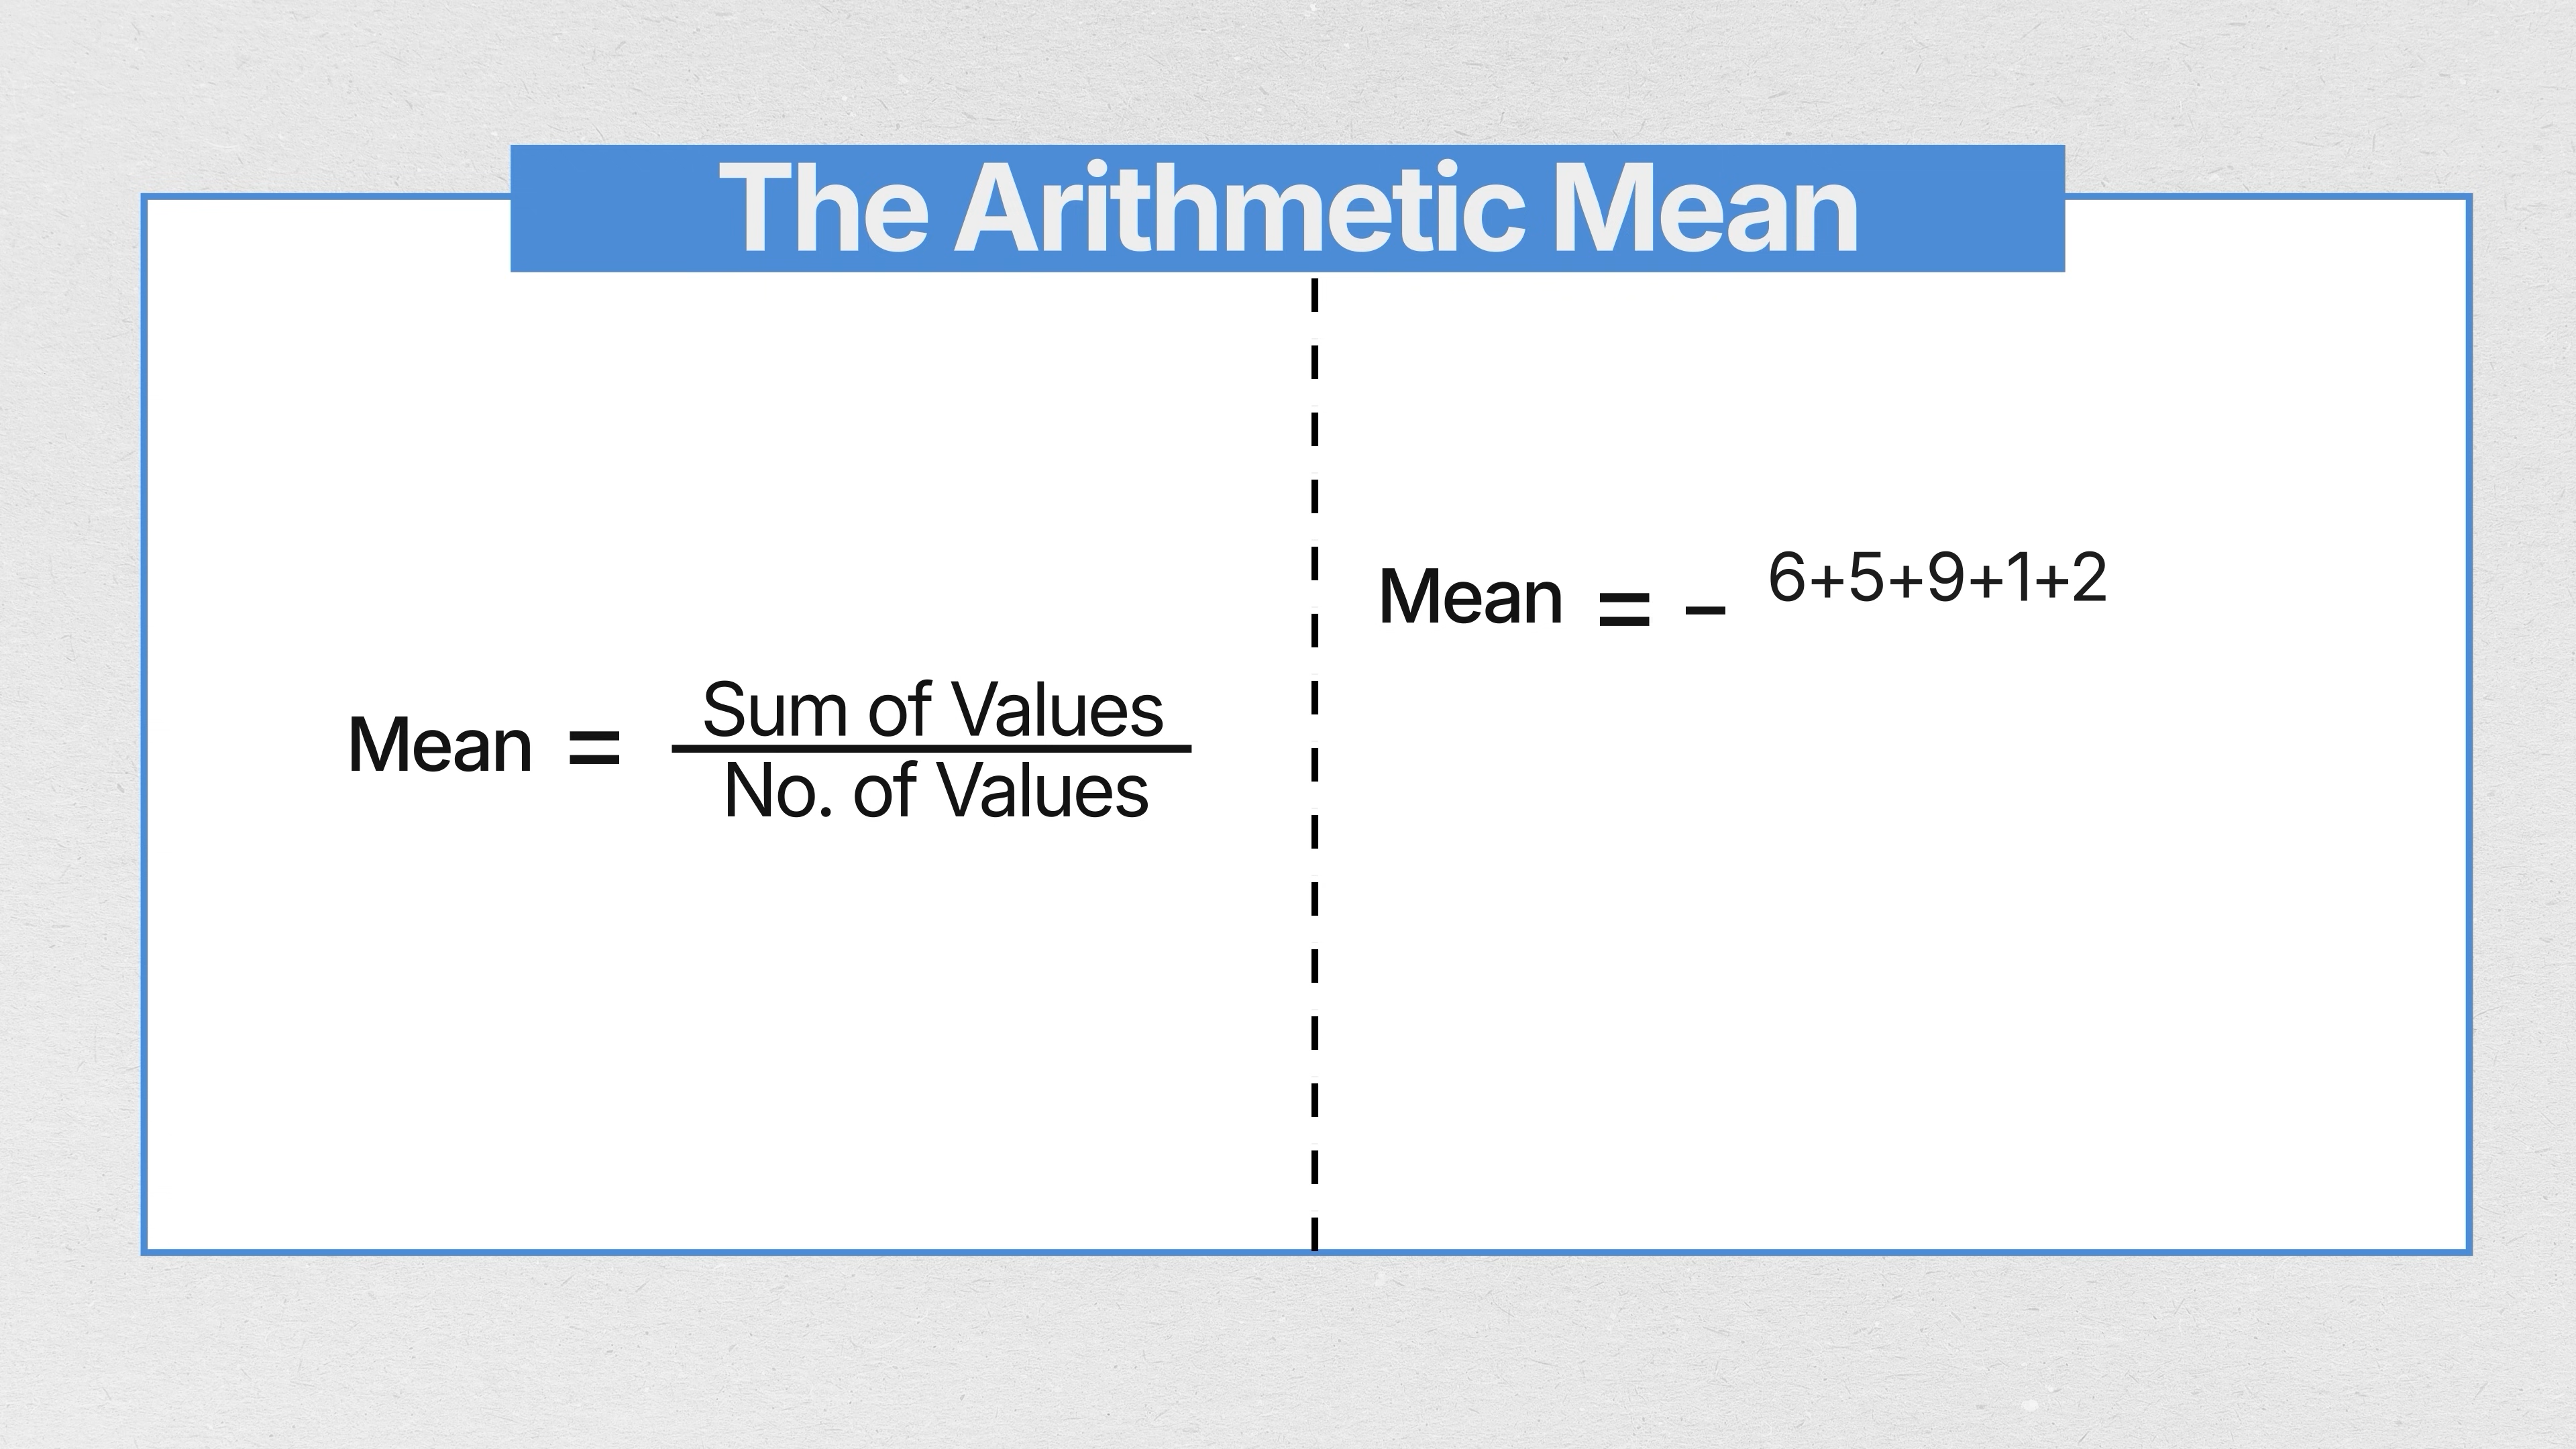 The Arithmetic Mean
Mean = Sum of Values
No. of Values
Mean = – 6+5+9+1+2